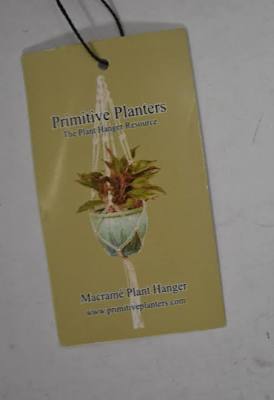 Primitive Planters
The Plant Hanger Resource
Macramé Plant Hanger
www.primitiveplanters.com